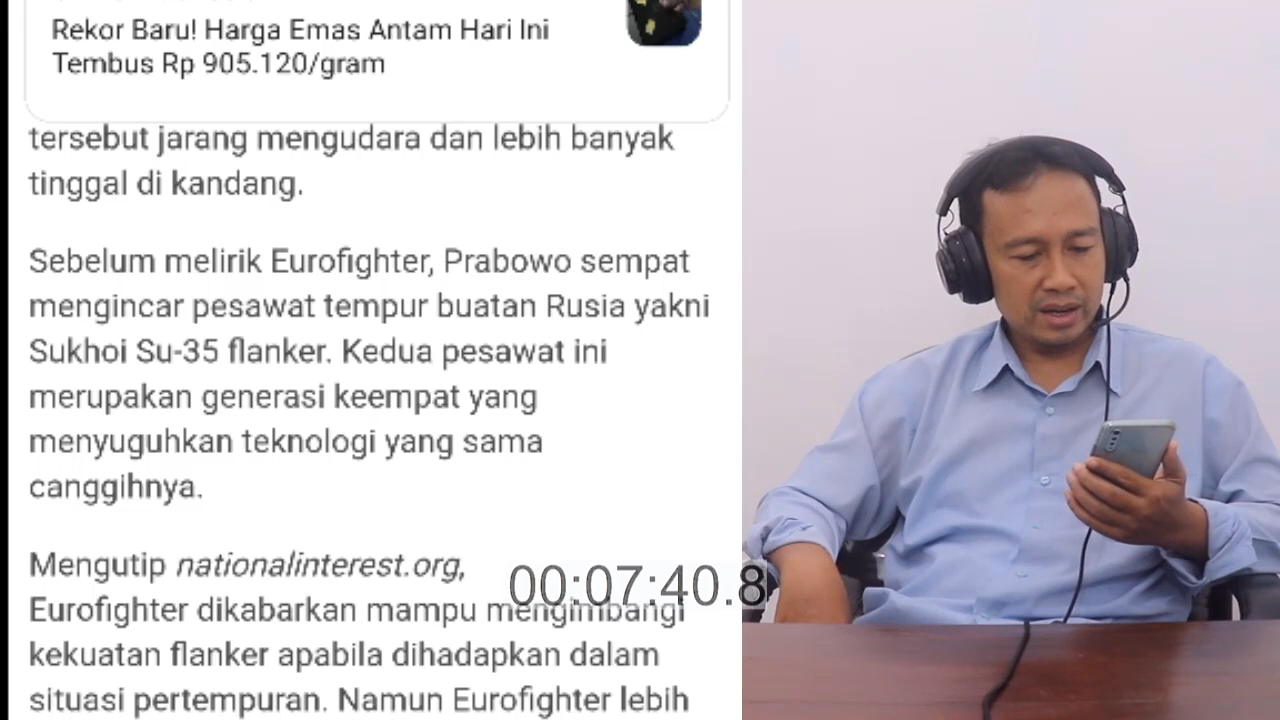 Rekor Baru! Harga Emas Antam Hari Ini
Tembus Rp 905.120/gram
tersebut jarang mengudara dan lebih banyak
tinggal di kandang.
Sebelum melirik Eurofighter, Prabowo sempat
mengincar pesawat tempur buatan Rusia yakni
Sukhoi Su-35 flanker. Kedua pesawat ini
merupakan generasi keempat yang
menyuguhkan teknologi yang sama
canggihnya.
Mengutip nationalinterest.org,
00:07:40.8
Eurofighter dikabarkan mampu mengimbangi
kekuatan flanker apabila dihadapkan dalam
situasi pertempuran. Namun Eurofighter lebih